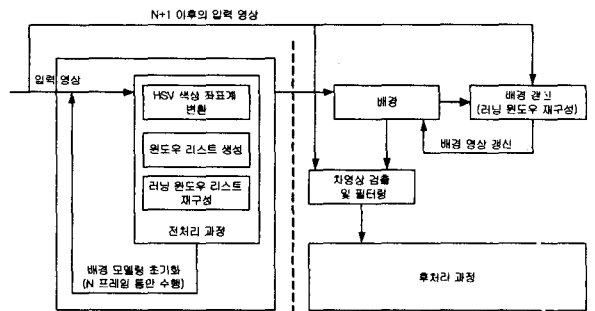 N+1 이후의 입력 영상
입력 영상
HSV 색성 좌표계
변환
윈도우 리스트 생성
러닝 윈도우 리스트
재구성
전처리 과정
배경 모델링 초기화
(N 프레임 동안 수행)
배경
배경 갱신
(러닝 윈도우 재구성)
배경 영상 갱신
차영상 검출
및 필터링
후처리 과정